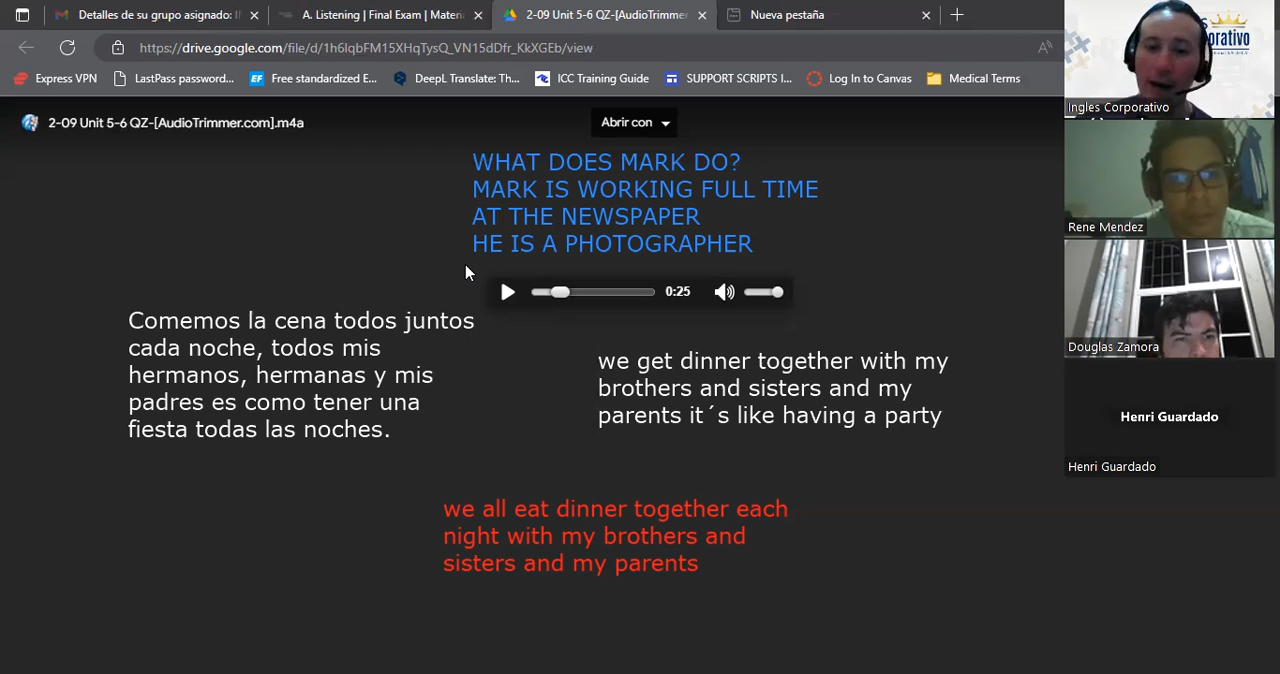 Detalles de su grupo asignado: I
A. Listening | Final Exam | Materi
2-09 Unit 5-6 QZ-[AudioTrimmer
Nueva pestaña
https://drive.google.com/file/d/1h6lqbFM15XHqTysQ_VN15dDfr_KkXGEb/view
Express VPN
LastPass password...
EF Free standardized E...
DeepL Translate: Th...
ICC Training Guide
SUPPORT SCRIPTS I...
Log In to Canvas
Medical Terms
orativo
Ingles Corporativo
2-09 Unit 5-6 QZ-[AudioTrimmer.com].m4a
Abrir con
WHAT DOES MARK DO?
MARK IS WORKING FULL TIME
AT THE NEWSPAPER
HE IS A PHOTOGRAPHER
0:25
Rene Mendez
Comemos la cena todos juntos
cada noche, todos mis
hermanos, hermanas y mis
padres es como tener una
fiesta todas las noches.
we get dinner together with my
brothers and sisters and my
parents it´s like having a party
Douglas Zamora
Henri Guardado
Henri Guardado
we all eat dinner together each
night with my brothers and
sisters and my parents